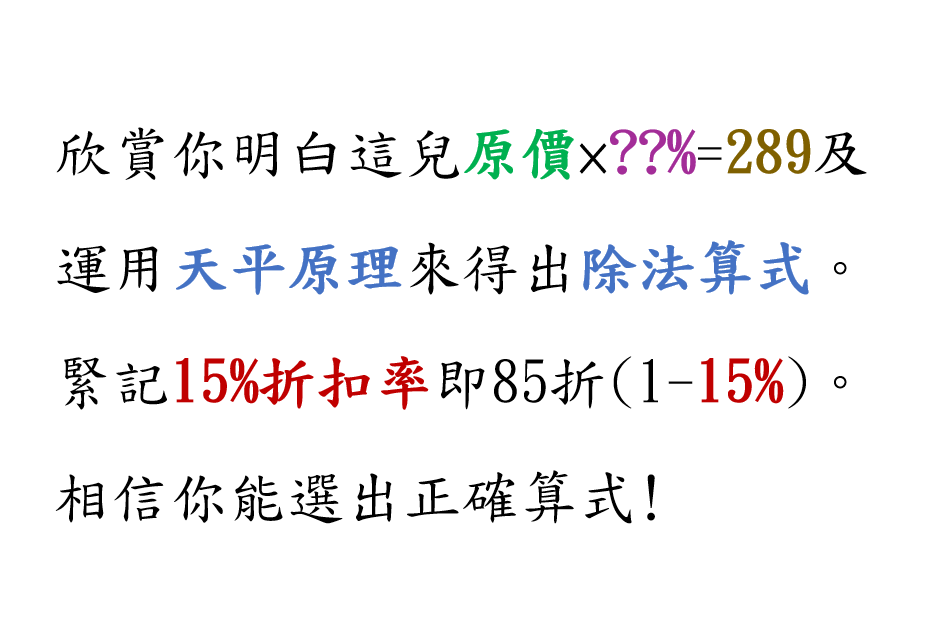 欣賞你明白這兒原價×??%=289及
運用天平原理來得出除法算式。
緊記15%折扣率即85折(1-15%)。
相信你能選出正確算式!